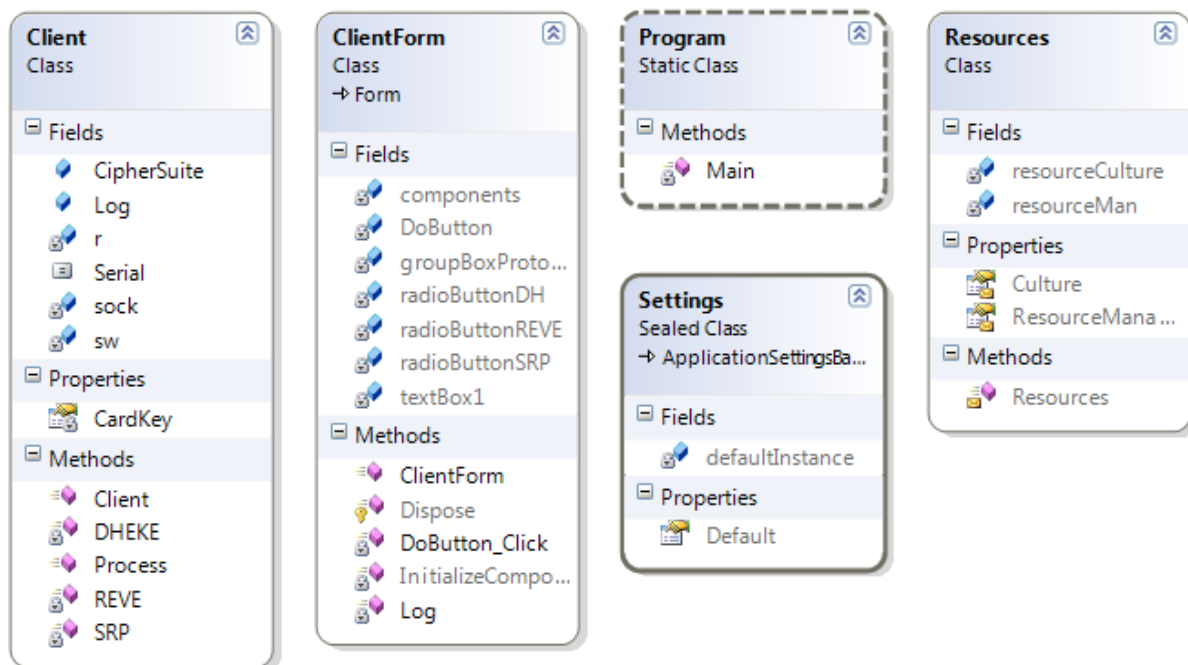 Client
Class
Fields
CipherSuite
Log
r
Serial
sock
sw
Properties
CardKey
Methods
Client
DHEKE
Process
REVE
SRP
ClientForm
Class
Form
Fields
components
DoButton
groupBoxProto...
radioButtonDH
radioButtonREVE
radioButtonSRP
textBox1
Methods
ClientForm
Dispose
DoButton_Click
InitializeCompo...
Log
Program
Static Class
Methods
Main
Settings
Sealed Class
ApplicationSettingsBa...
Fields
defaultInstance
Properties
Default
Resources
Class
Fields
resourceCulture
resourceMan
Properties
Culture
ResourceMana...
Methods
Resources